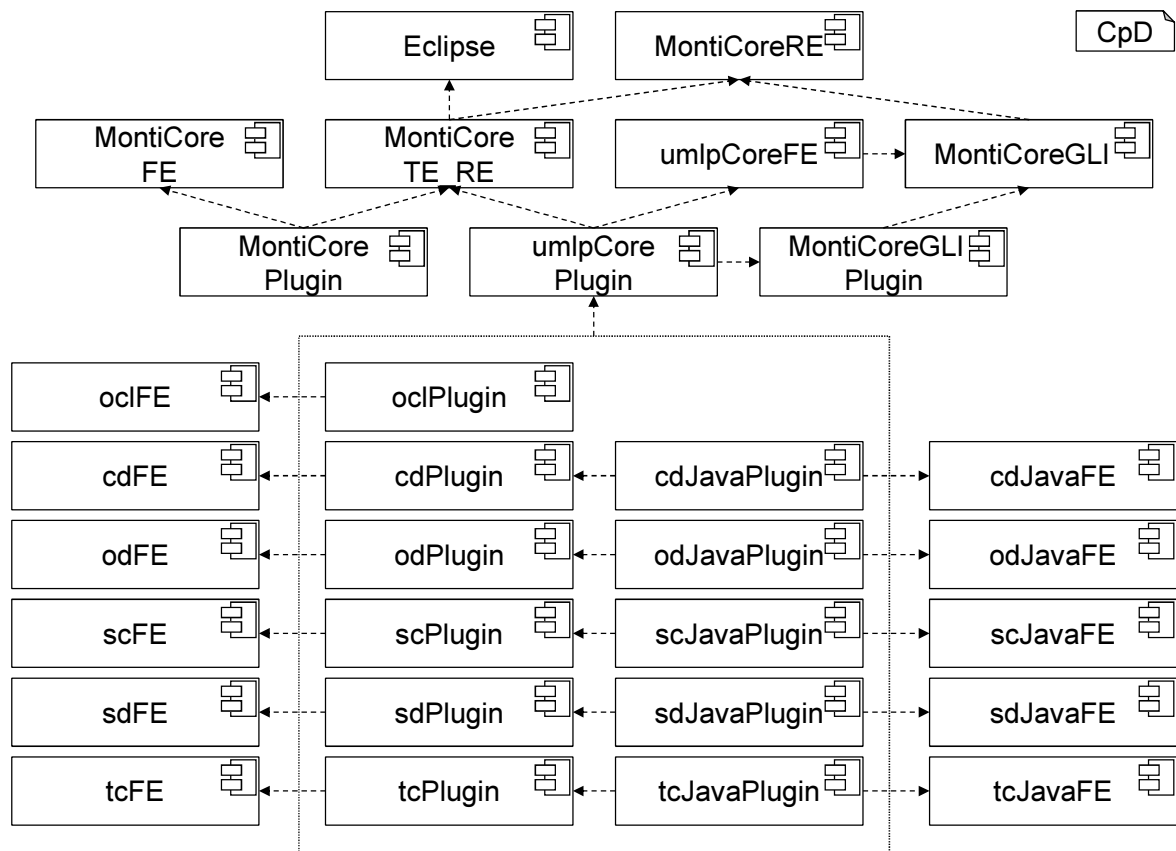 Eclipse
MontiCoreRE
CpD
MontiCore
FE
MontiCore
TE_RE
umlpCoreFE
MontiCoreGLI
MontiCore
Plugin
umlpCore
Plugin
MontiCoreGLI
Plugin
oclFE
oclPlugin
cdFE
cdPlugin
cdJavaPlugin
cdJavaFE
odFE
odPlugin
odJavaPlugin
odJavaFE
scFE
scPlugin
scJavaPlugin
scJavaFE
sdFE
sdPlugin
sdJavaPlugin
sdJavaFE
tcFE
tcPlugin
tcJavaPlugin
tcJavaFE